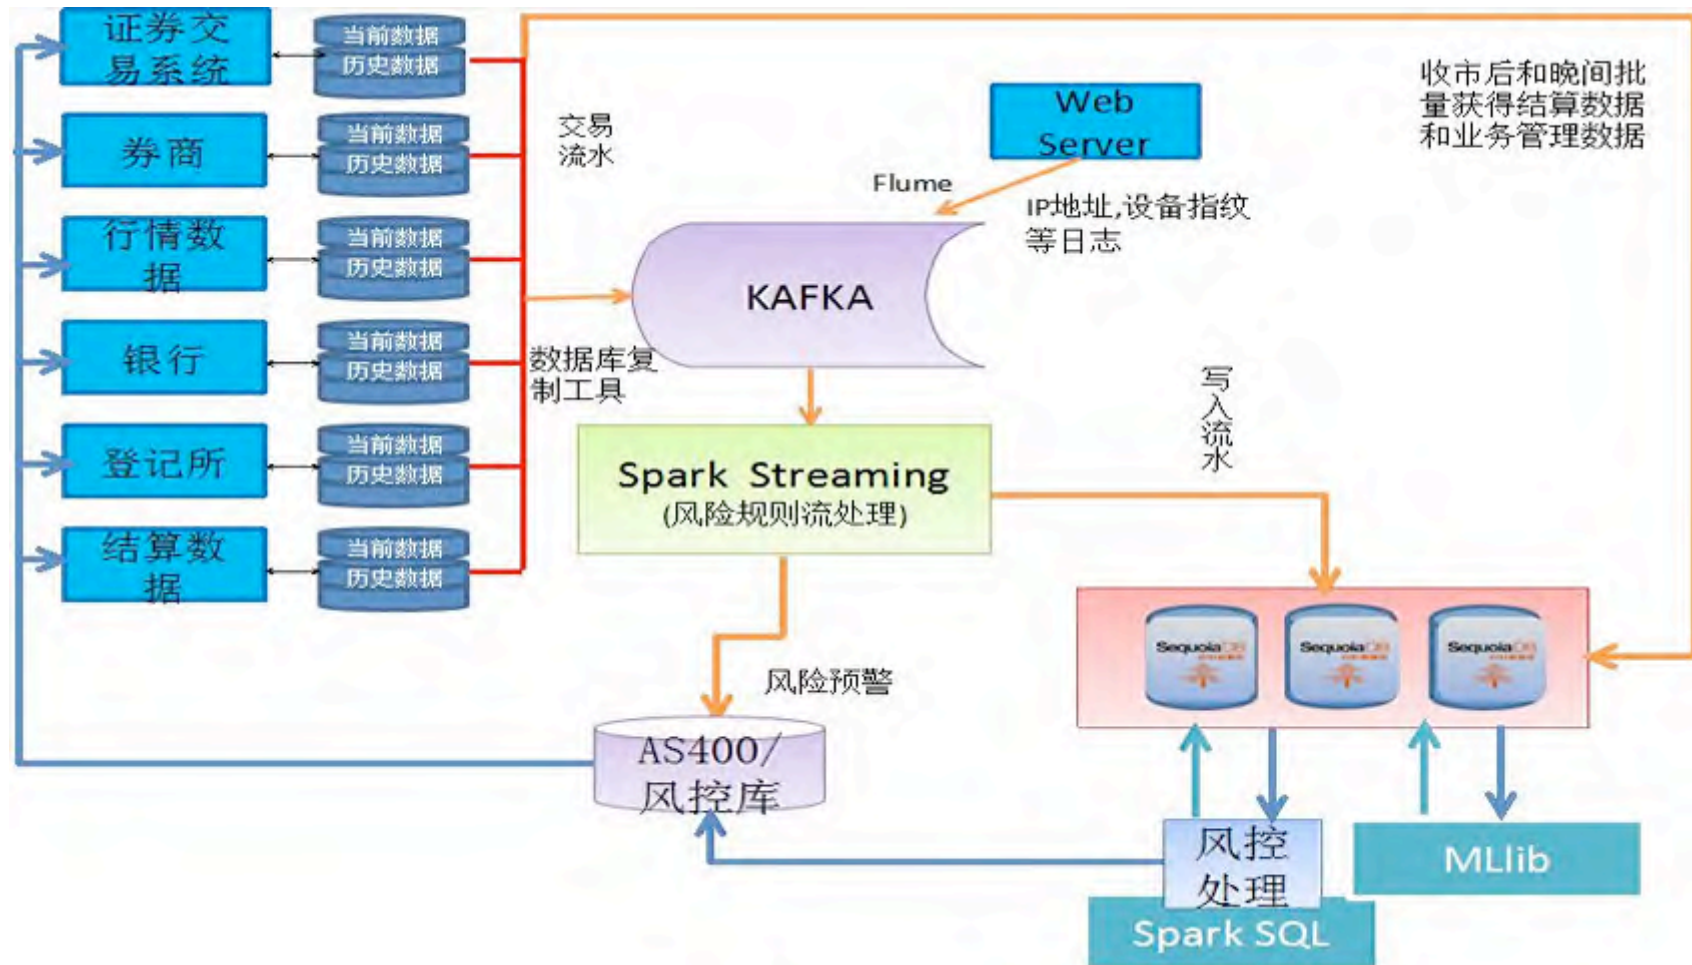 证券交
易系统
当前数据
历史数据
券商
当前数据
历史数据
行情数
据
当前数据
历史数据
银行
当前数据
历史数据
登记所
当前数据
历史数据
结算数
据
当前数据
历史数据
交易
流水
数据库复
制工具
Web
Server
Flume
IP地址,设备指纹
等日志
收市后和晚间批
量获得结算数据
和业务管理数据
KAFKA
Spark Streaming
(风险规则流处理)
写
入
流
水
风险预警
AS400/
风控库
SequoiaDB
SequoiaDB
SequoiaDB
风控
处理
Spark SQL
MLlib